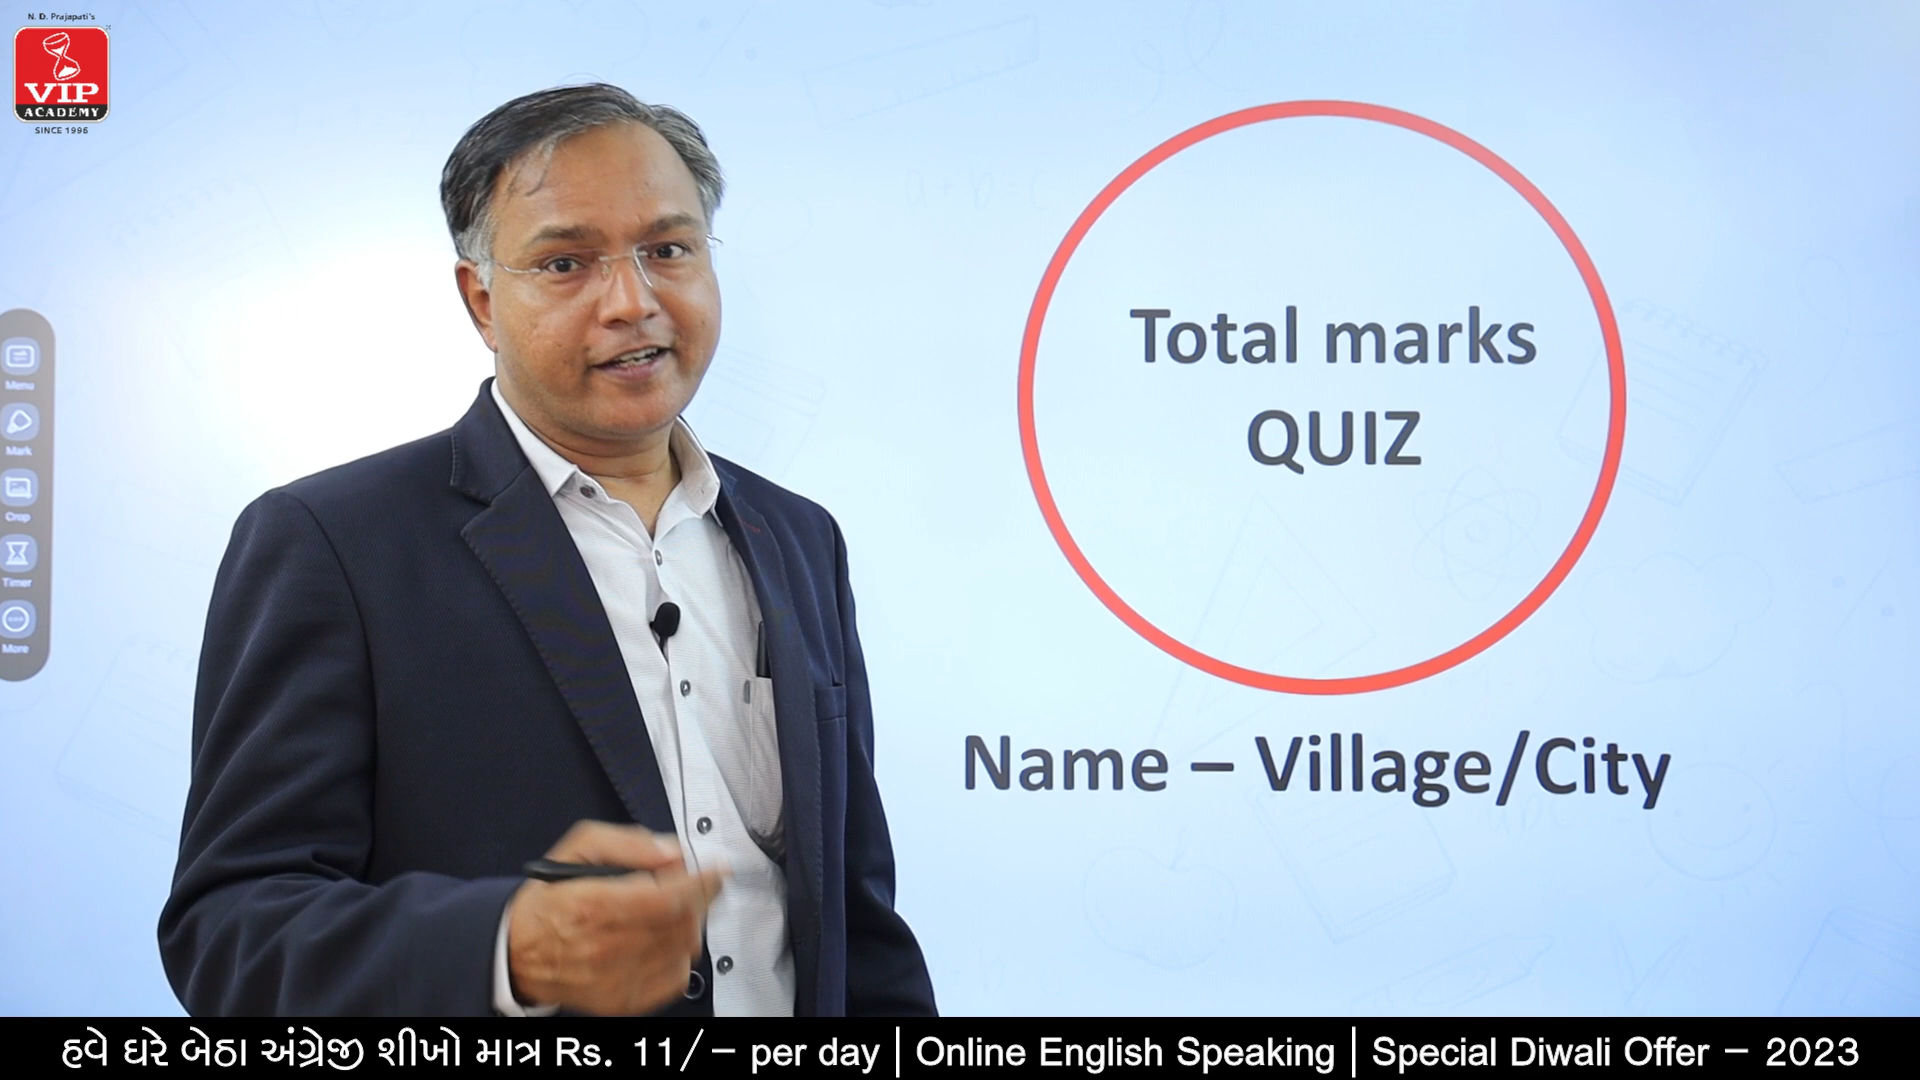 N. D. Prajapati's
VIP
ACADEMY
SINCE 1996
Menu
Mark
Crop
Timer
More
Total marks
QUIZ
Name – Village/City
હવે ઘરે બેઠા અંગ્રેજી શીખો માત્ર Rs. 11/– per day | Online English Speaking | Special Diwali Offer – 2023